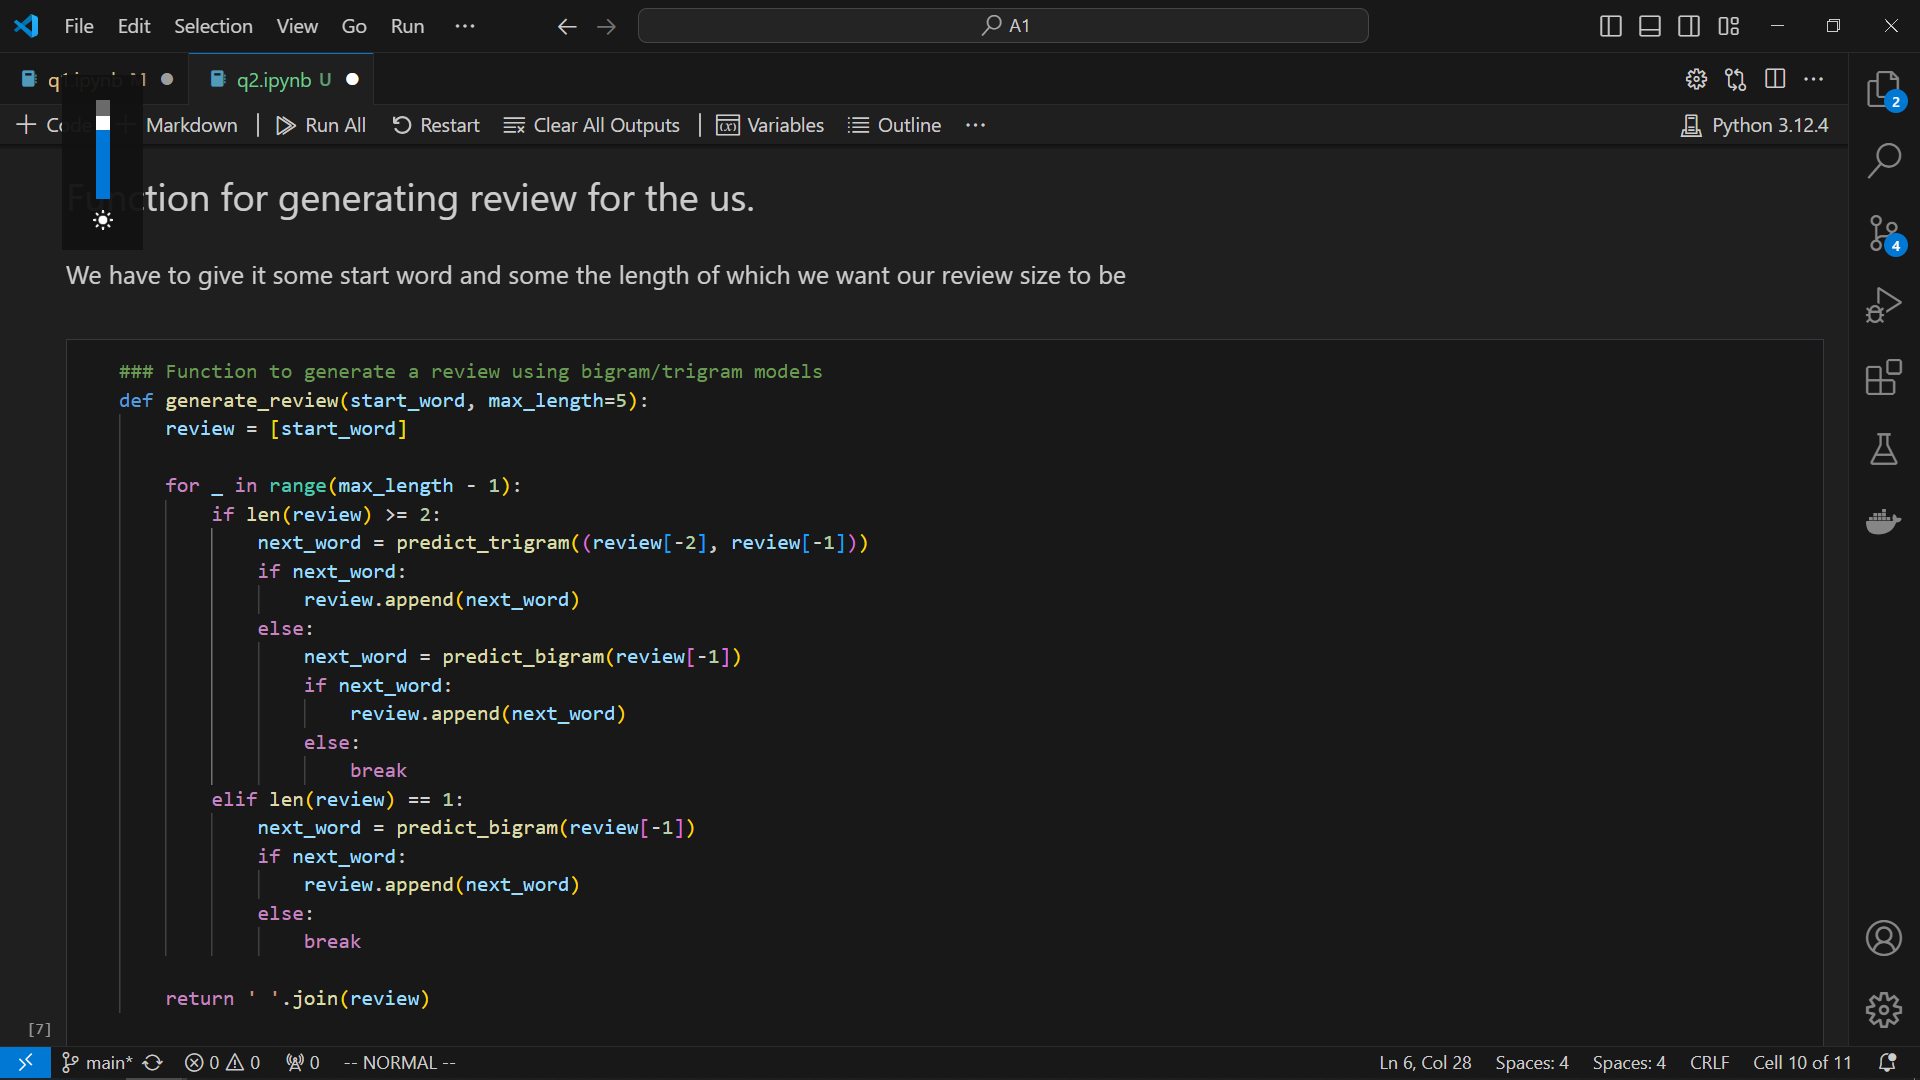 File Edit Selection View Go Run ··· A1
q1.ipynb M q2.ipynb U
Code Markdown Run All Restart Clear All Outputs Variables Outline ··· Python 3.12.4
Function for generating review for the us.
We have to give it some start word and some the length of which we want our review size to be
### Function to generate a review using bigram/trigram models
def generate_review(start_word, max_length=5):
    review = [start_word]
    for _ in range(max_length - 1):
        if len(review) >= 2:
            next_word = predict_trigram((review[-2], review[-1]))
            if next_word:
                review.append(next_word)
            else:
                next_word = predict_bigram(review[-1])
                if next_word:
                    review.append(next_word)
                else:
                    break
        elif len(review) == 1:
            next_word = predict_bigram(review[-1])
            if next_word:
                review.append(next_word)
            else:
                break
    return ' '.join(review)
[7]
2
4
main* 0 0 0 -- NORMAL -- Ln 6, Col 28 Spaces: 4 Spaces: 4 CRLF Cell 10 of 11